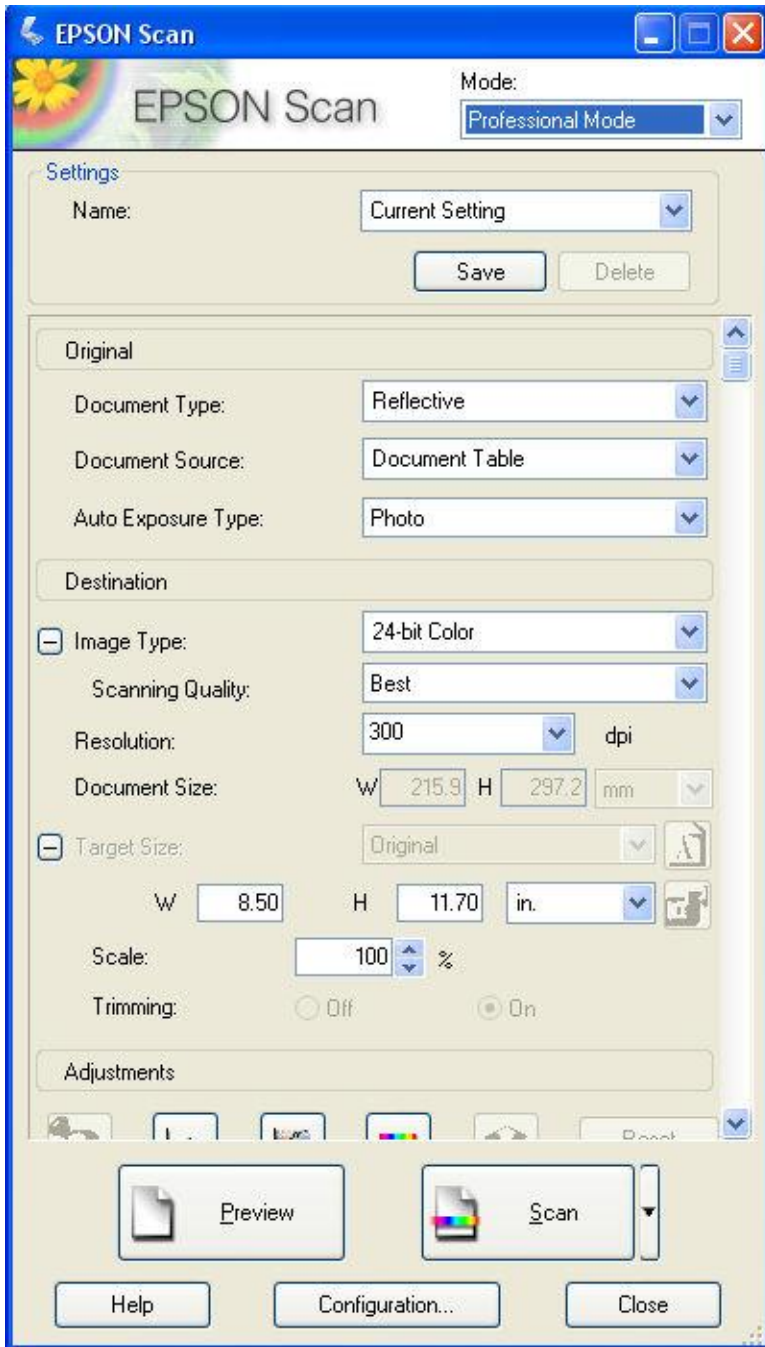 EPSON Scan
EPSON Scan
Mode:
Professional Mode
Settings
Name: Current Setting
Save Delete
Original
Document Type: Reflective
Document Source: Document Table
Auto Exposure Type: Photo
Destination
Image Type: 24-bit Color
Scanning Quality: Best
Resolution: 300 dpi
Document Size: W 215.9 H 297.2 mm
Target Size: Original
W 8.50 H 11.70 in.
Scale: 100 %
Trimming: Off On
Adjustments
Reset
Preview Scan
Help Configuration... Close